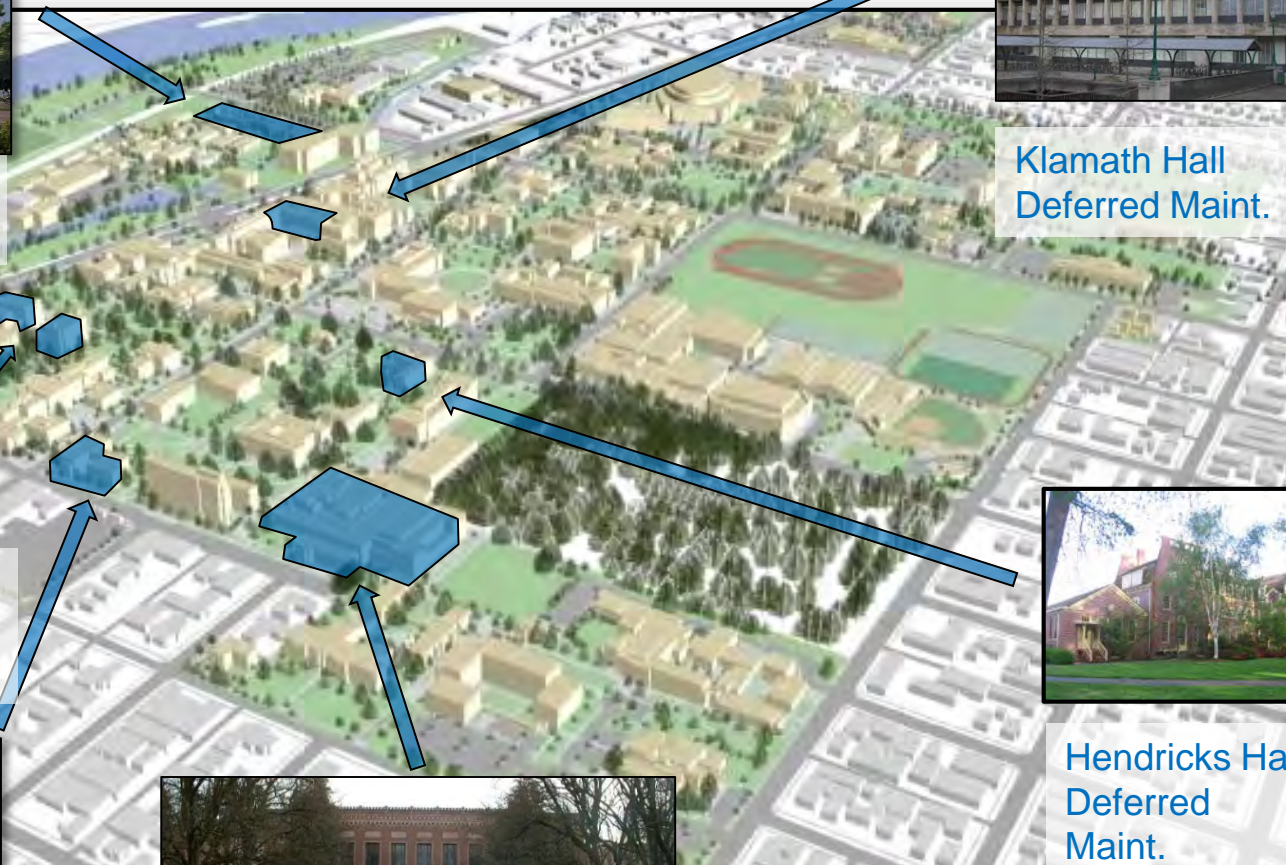 Klamath Hall
Deferred Maint.
Hendricks Ha
Deferred
Maint.